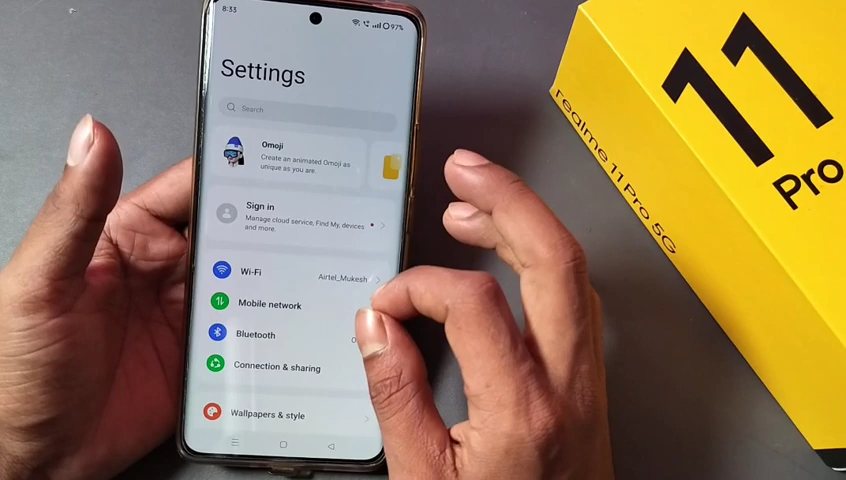 8:33
97%
Settings
Search
Omoji
Create an animated Omoji as
unique as you are.
Sign in
Manage cloud service, Find My, devices
and more.
Wi-Fi
Airtel_Mukesh
Mobile network
Bluetooth
Connection & sharing
Wallpapers & style
realme 11 Pro 5G
11
Pro